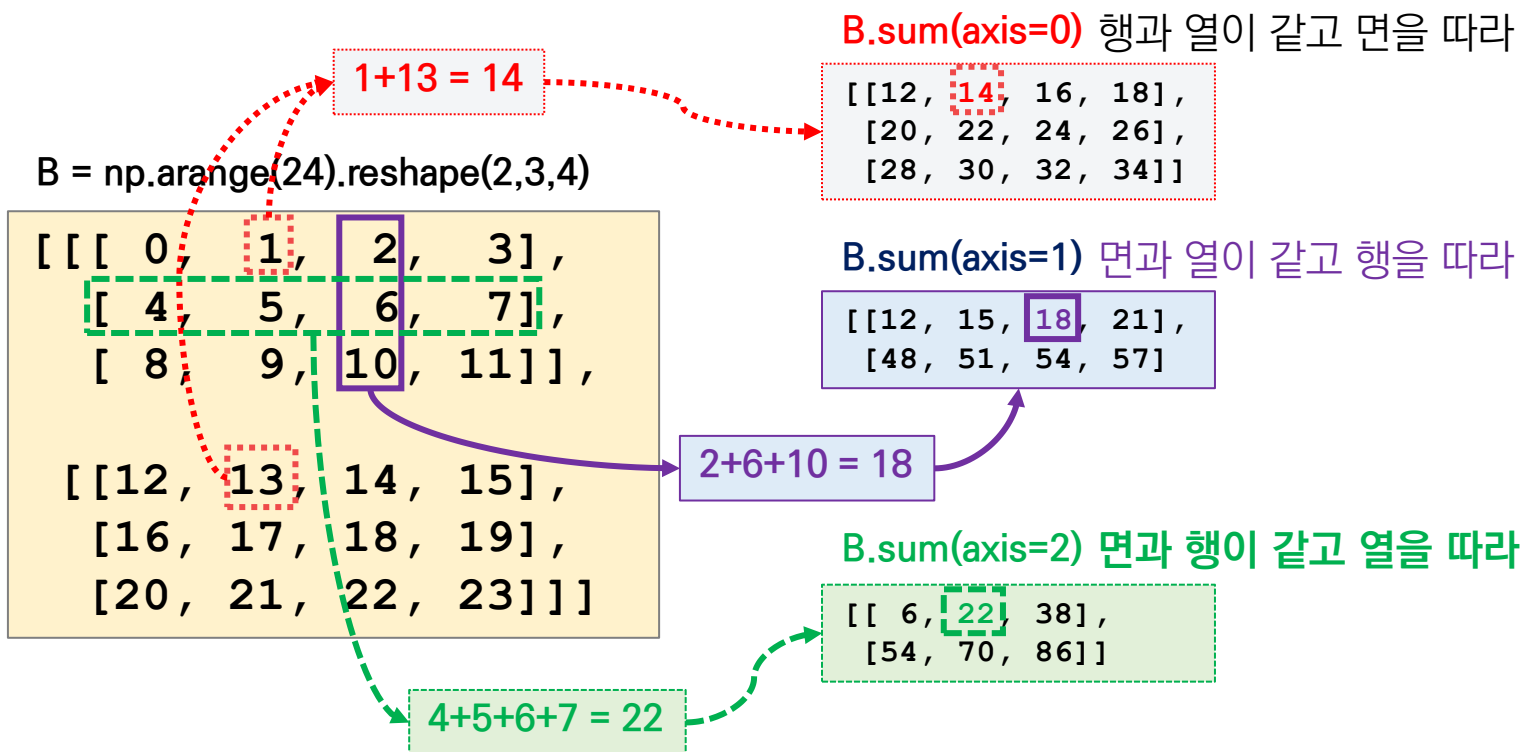 B.sum(axis=0) 행과 열이 같고 면을 따라
1+13 = 14
[[12, 14, 16, 18],
[20, 22, 24, 26],
[28, 30, 32, 34]]
B = np.arange(24).reshape(2,3,4)
[[[ 0, 1, 2, 3],
[ 4, 5, 6, 7],
[ 8, 9, 10, 11]],
[[12, 13, 14, 15],
[16, 17, 18, 19],
[20, 21, 22, 23]]]
B.sum(axis=1) 면과 열이 같고 행을 따라
[[12, 15, 18, 21],
[48, 51, 54, 57]
2+6+10 = 18
B.sum(axis=2) 면과 행이 같고 열을 따라
[[ 6, 22, 38],
[54, 70, 86]]
4+5+6+7 = 22